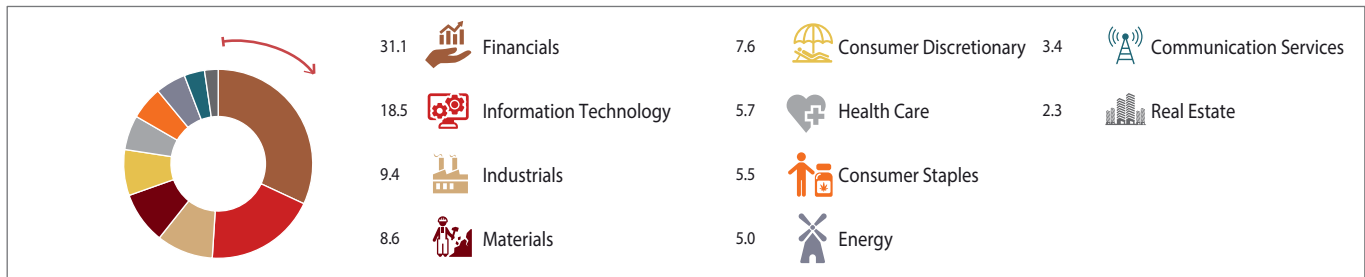 31.1 Financials
18.5 Information Technology
9.4 Industrials
8.6 Materials
7.6 Consumer Discretionary
5.7 Health Care
5.5 Consumer Staples
5.0 Energy
3.4 Communication Services
2.3 Real Estate